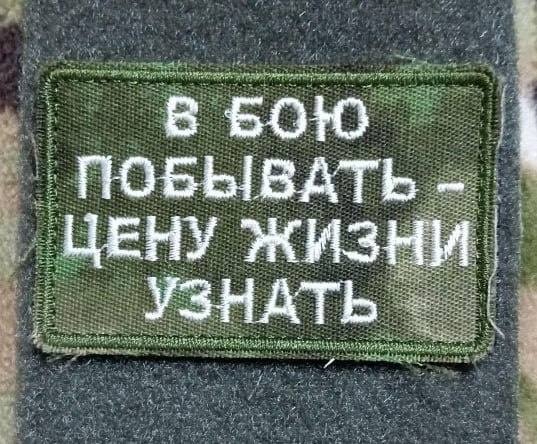 В БОЮ
ПОБЫВАТЬ -
ЦЕНУ ЖИЗНИ
УЗНАТЬ